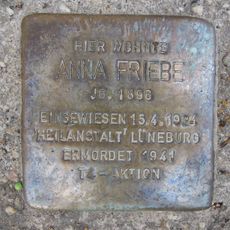 HIER WOHNTE
ANNA FRIEBE
JG. 1898
EINGEWIESEN 15.4.1924
HEILANSTALT LÜNEBURG
ERMORDET 1941
T4-AKTION